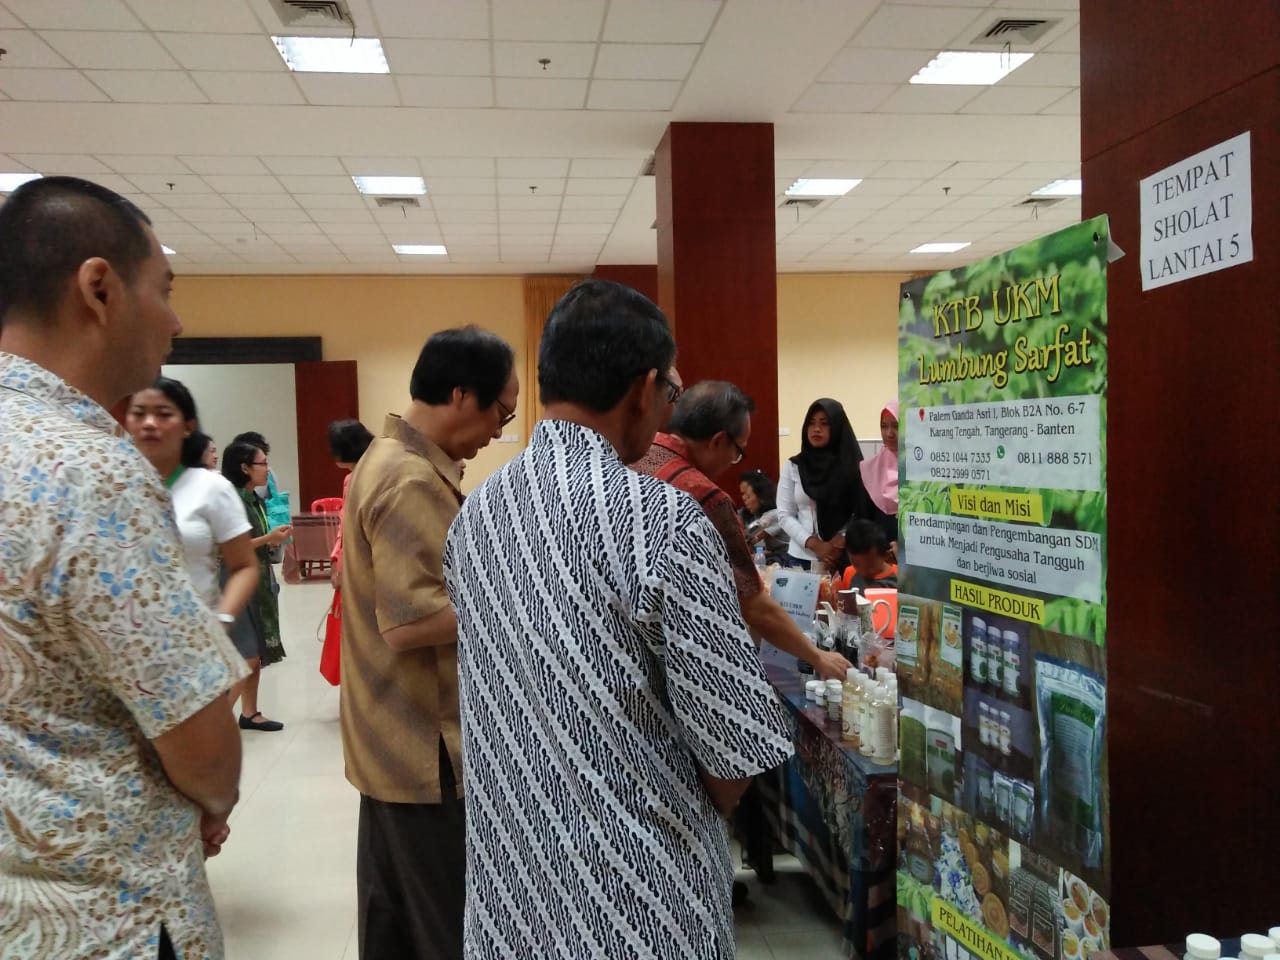 TEMPAT
SHOLAT
LANTAI 5
KTB UKM
Lumbung Sarfat
Palem Ganda Asri 1, Blok B2A No. 6-7
Karang Tengah, Tangerang - Banten
0852 1044 7333 0811 888 571
0822 2999 0571
Visi dan Misi
Pendampingan dan Pengembangan SDM
untuk Menjadi Pengusaha Tangguh
dan berjiwa sosial
HASIL PRODUK
PELATIHAN